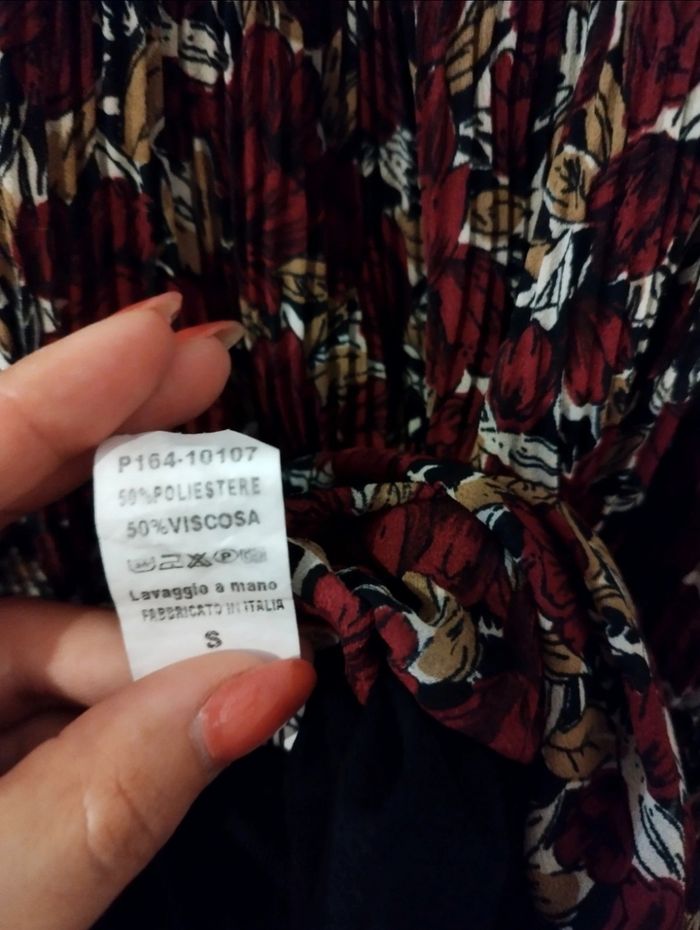 P164-10107
50%POLIESTERE
50%VISCOSA
P
Lavaggio a mano
FABBRICATO IN ITALIA
S